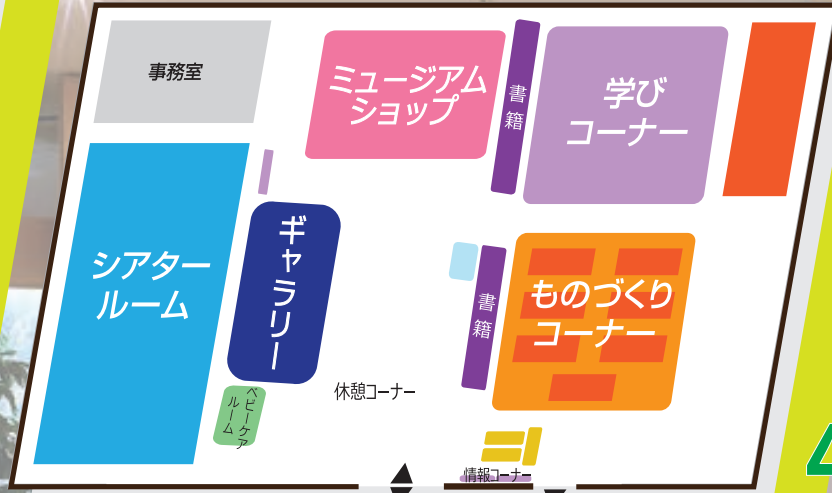 事務室
ミュージアム
ショップ
書籍
学び
コーナー
シアター
ルーム
ギャラリー
書籍
ものづくり
コーナー
ベビーケア
ルーム
休憩コーナー
情報コーナー